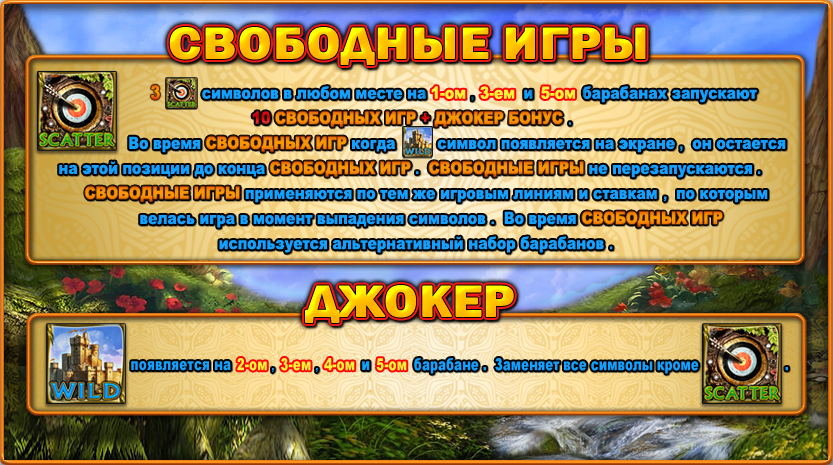 СВОБОДНЫЕ ИГРЫ
SCATTER
3 SCATTER символов в любом месте на 1-ом , 3-ем и 5-ом барабанах запускают
10 СВОБОДНЫХ ИГР + ДЖОКЕР БОНУС .
Во время СВОБОДНЫХ ИГР когда WILD символ появляется на экране , он остается
на этой позиции до конца СВОБОДНЫХ ИГР . СВОБОДНЫЕ ИГРЫ не перезапускаются .
СВОБОДНЫЕ ИГРЫ применяются по тем же игровым линиям и ставкам , по которым
велась игра в момент выпадения символов . Во время СВОБОДНЫХ ИГР
используется альтернативный набор барабанов .
ДЖОКЕР
WILD
появляется на 2-ом , 3-ем , 4-ом и 5-ом барабане . Заменяет все символы кроме SCATTER .